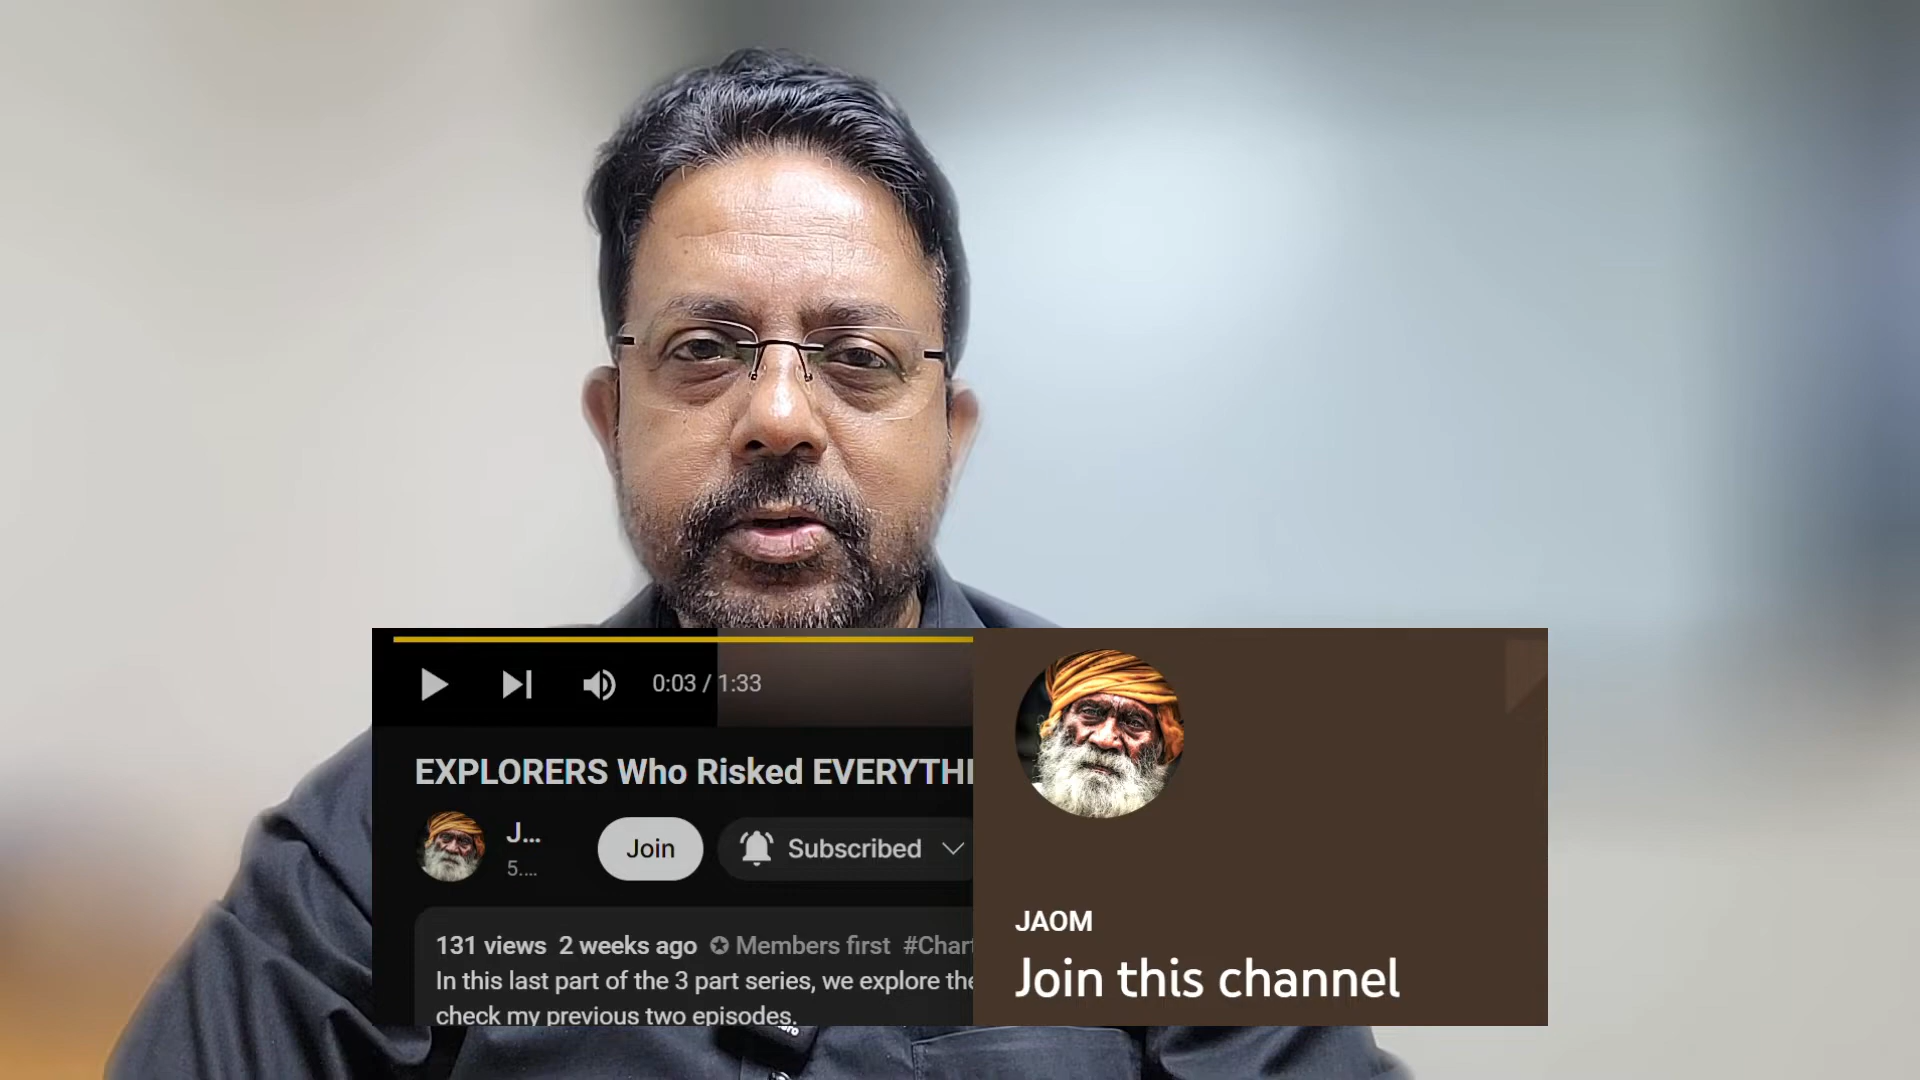 0:03 / 1:33
EXPLORERS Who Risked EVERYTHI
J...
5....
Join
Subscribed
131 views 2 weeks ago Members first #Chart
In this last part of the 3 part series, we explore the
check my previous two episodes.
JAOM
Join this channel